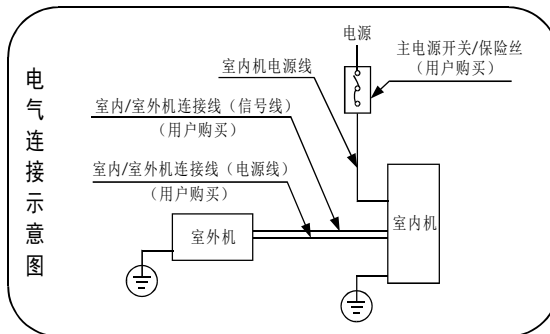 电气连接示意图
电源
主电源开关/保险丝
（用户购买）
室内机电源线
室内/室外机连接线（信号线）
（用户购买）
室内/室外机连接线（电源线）
（用户购买）
室外机
室内机